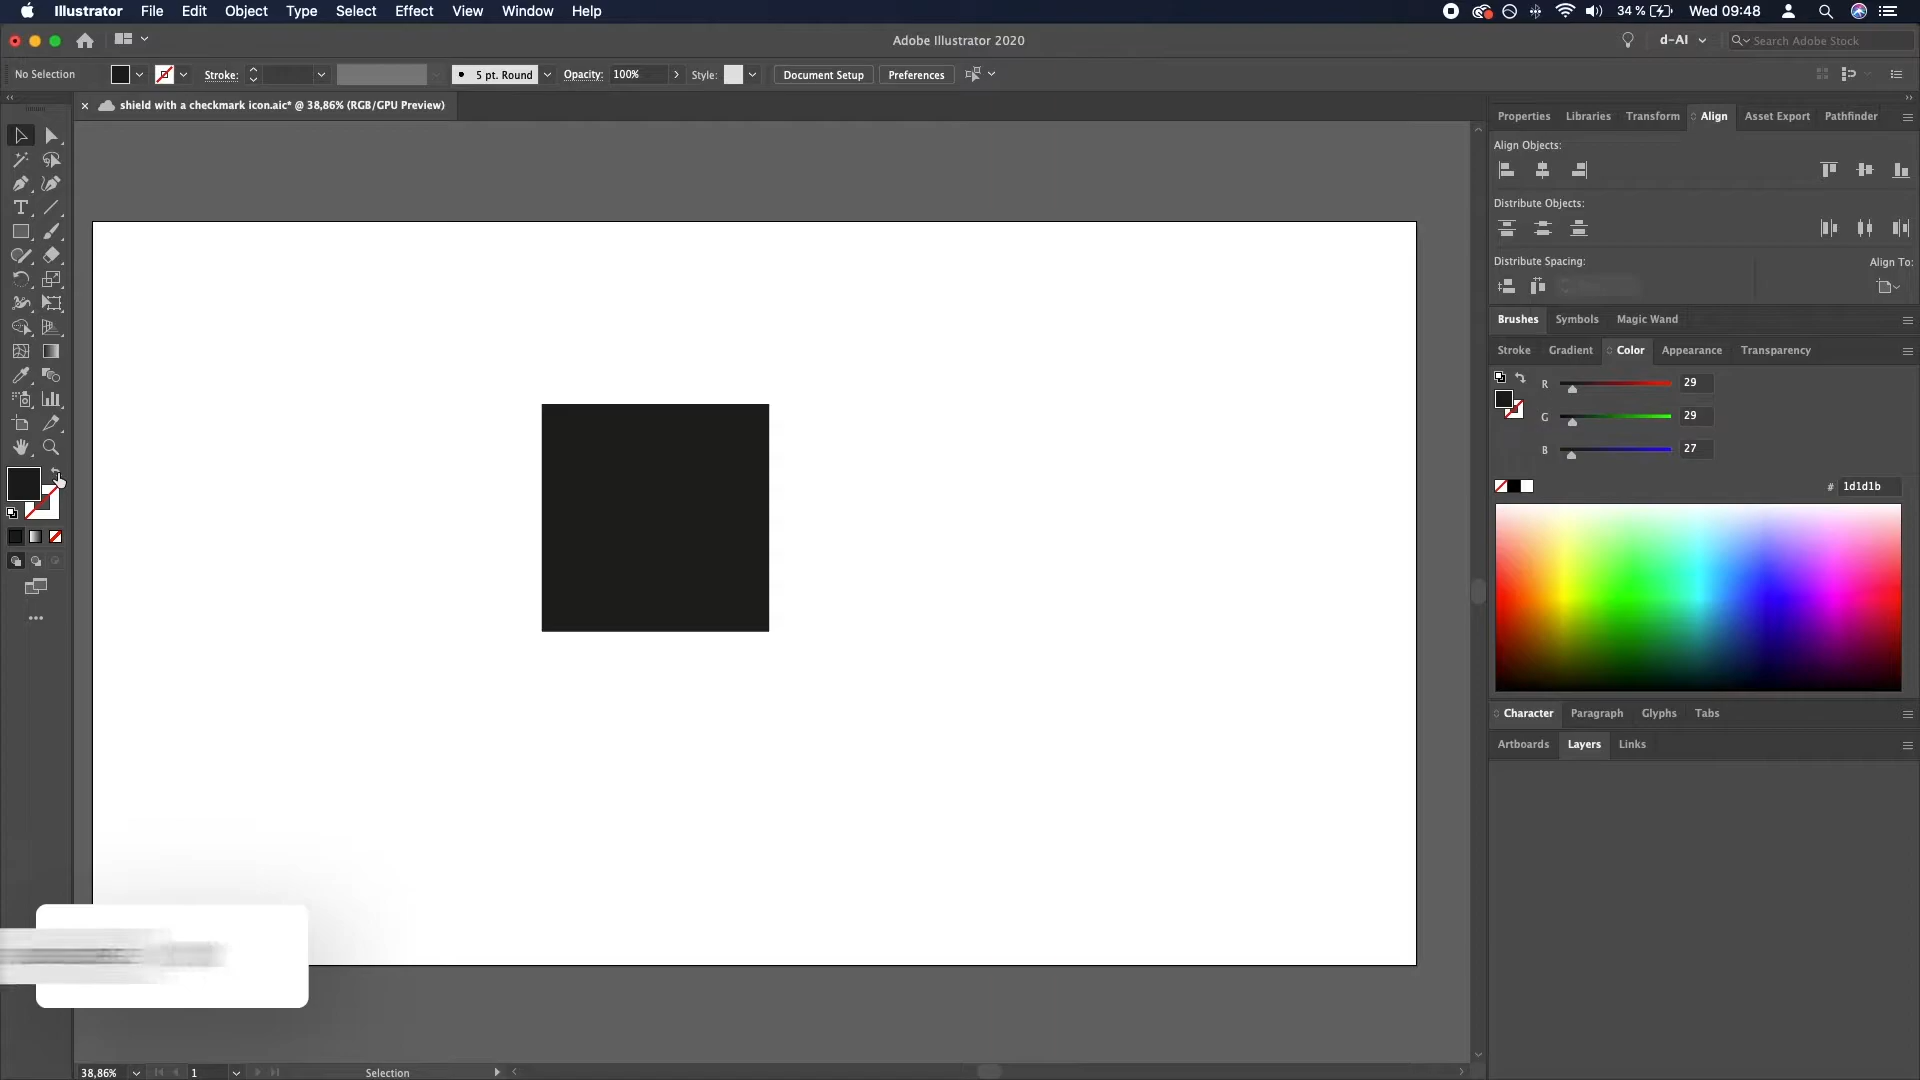 Illustrator File Edit Object Type Select Effect View Window Help
34 % Wed 09:48
Adobe Illustrator 2020
d-AI Search Adobe Stock
No Selection Stroke: 5 pt. Round Opacity: 100% Style: Document Setup Preferences
× shield with a checkmark icon.aic* @ 38,86% (RGB/GPU Preview)
Properties Libraries Transform Align Asset Export Pathfinder
Align Objects:
Distribute Objects:
Distribute Spacing: Align To:
Brushes Symbols Magic Wand
Stroke Gradient Color Appearance Transparency
R 29
G 29
B 27
# 1d1d1b
Character Paragraph Glyphs Tabs
Artboards Layers Links
38,86% 1 Selection